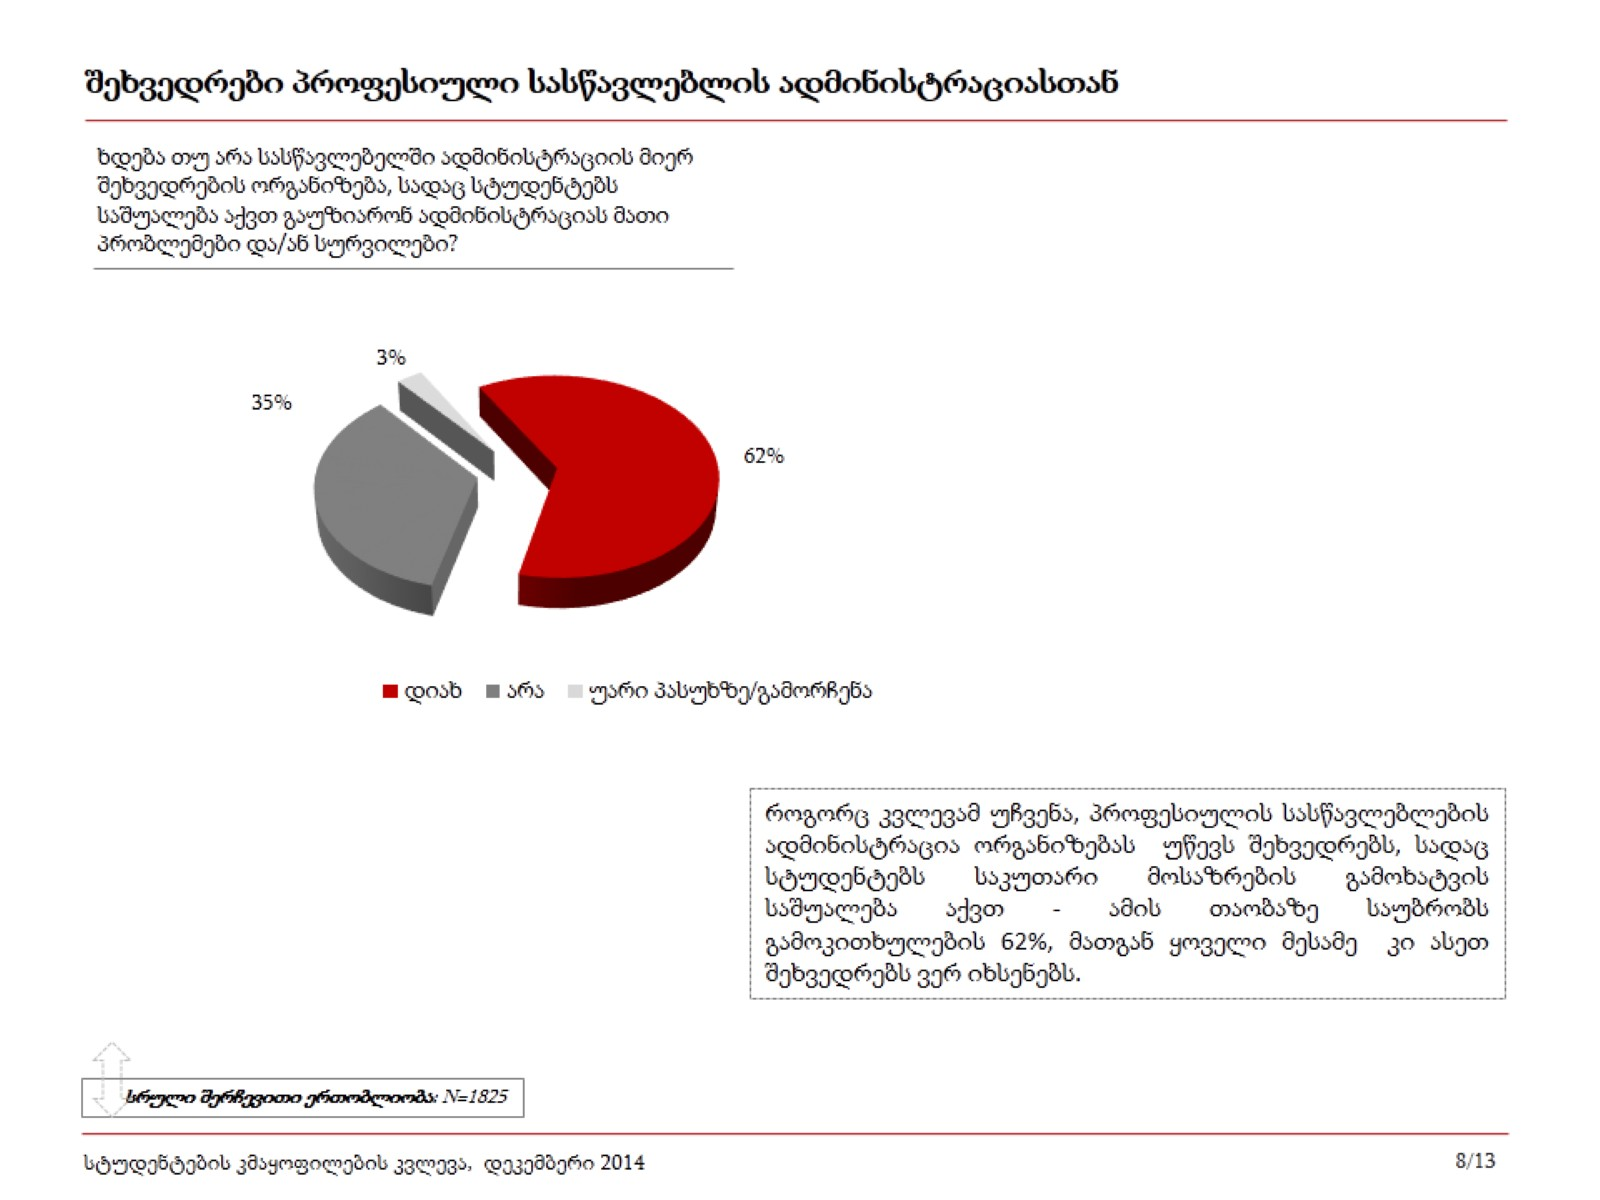 შეხვედრები პროფესიული სასწავლებლის ადმინისტრაციასთან
ხდება თუ არა სასწავლებელში ადმინისტრაციის მიერ
შეხვედრების ორგანიზება, სადაც სტუდენტებს
საშუალება აქვთ გაუზიარონ ადმინისტრაციას მათი
პრობლემები და/ან სურვილები?
3%
35%
62%
დიახ არა უარი პასუხზე/გამორჩენა
როგორც კვლევამ უჩვენა, პროფესიულის სასწავლებლების
ადმინისტრაცია ორგანიზებას უწევს შეხვედრებს, სადაც
სტუდენტებს საკუთარი მოსაზრების გამოხატვის
საშუალება აქვთ - ამის თაობაზე საუბრობს
გამოკითხულების 62%, მათგან ყოველი მესამე კი ასეთ
შეხვედრებს ვერ იხსენებს.
სრული შერჩევითი ერთობლიობა: N=1825
სტუდენტების კმაყოფილების კვლევა, დეკემბერი 2014
8/13